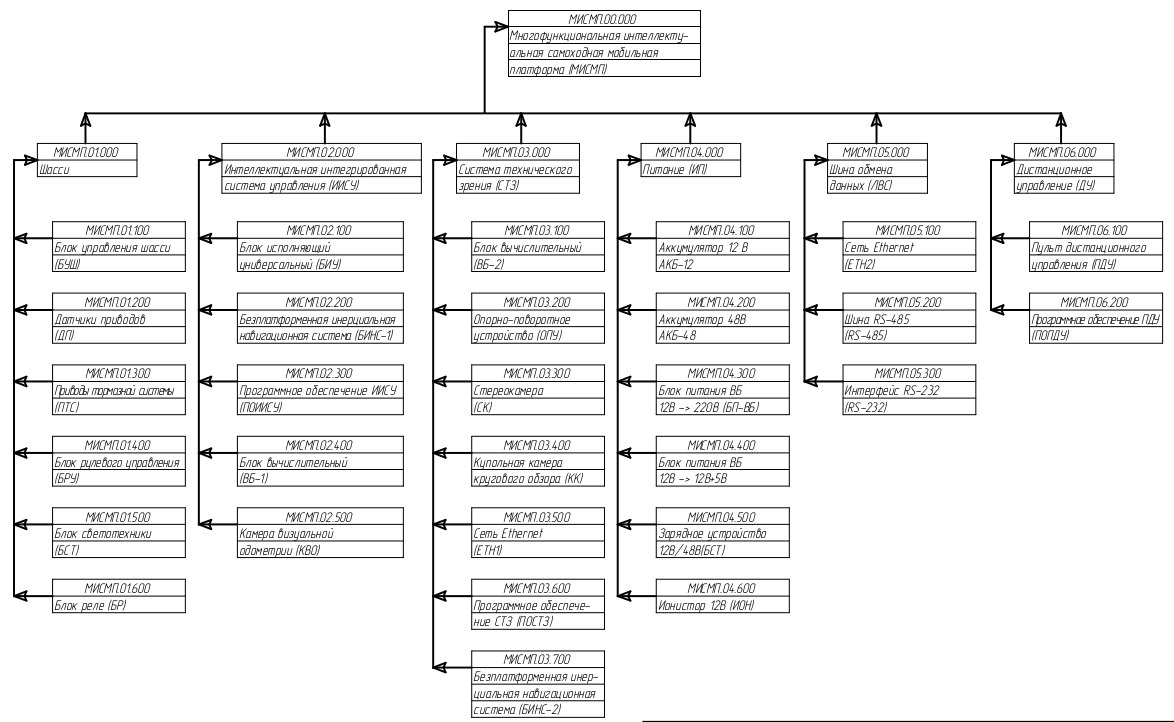 МИСМП.00.000
Многофункциональная интеллекту-
альная самоходная мобильная
платформа (МИСМП)
МИСМП.01.000
Шасси
МИСМП.01.100
Блок управления шасси
(БУШ)
МИСМП.01.200
Датчики приводов
(ДП)
МИСМП.01.300
Приводы тормозной системы
(ПТС)
МИСМП.01.400
Блок рулевого управления
(БРУ)
МИСМП.01.500
Блок светотехники
(БСТ)
МИСМП.01.600
Блок реле (БР)
МИСМП.02.000
Интеллектуальная интегрированная
система управления (ИИСУ)
МИСМП.02.100
Блок исполняющий
универсальный (БИУ)
МИСМП.02.200
Безплатформенная инерциальная
навигационная система (БИНС-1)
МИСМП.02.300
Программное обеспечение ИИСУ
(ПОИИСУ)
МИСМП.02.400
Блок вычислительный
(ВБ-1)
МИСМП.02.500
Камера визуальной
одометрии (КВО)
МИСМП.03.000
Система технического
зрения (СТЗ)
МИСМП.03.100
Блок вычислительный
(ВБ-2)
МИСМП.03.200
Опорно-поворотное
устройство (ОПУ)
МИСМП.03.300
Стереокамера
(СК)
МИСМП.03.400
Купольная камера
кругового обзора (КК)
МИСМП.03.500
Сеть Ethernet
(ETH1)
МИСМП.03.600
Программное обеспече-
ние СТЗ (ПОСТЗ)
МИСМП.03.700
Безплатформенная инер-
циальная навигационная
система (БИНС-2)
МИСМП.04.000
Питание (ИП)
МИСМП.04.100
Аккумулятор 12 В
АКБ-12
МИСМП.04.200
Аккумулятор 48В
АКБ-48
МИСМП.04.300
Блок питания ВБ
12В -> 220В (БП-ВБ)
МИСМП.04.400
Блок питания ВБ
12В -> 12В+5В
МИСМП.04.500
Зарядное устройство
12В/48В(БСТ)
МИСМП.04.600
Ионистор 12В (ИОН)
МИСМП.05.000
Шина обмена
данных (ЛВС)
МИСМП.05.100
Сеть Ethernet
(ETH2)
МИСМП.05.200
Шина RS-485
(RS-485)
МИСМП.05.300
Интерфейс RS-232
(RS-232)
МИСМП.06.000
Дистанционое
управление (ДУ)
МИСМП.06.100
Пульт дистанционного
управления (ПДУ)
МИСМП.06.200
Программное обеспечение ПДУ
(ПОПДУ)